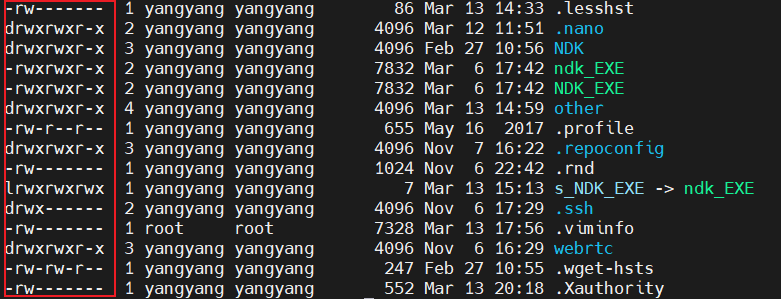 -rw------- 1 yangyang yangyang 86 Mar 13 14:33 .lesshst
drwxrwxr-x 2 yangyang yangyang 4096 Mar 12 11:51 .nano
drwxrwxr-x 3 yangyang yangyang 4096 Feb 27 10:56 NDK
-rwxrwxr-x 2 yangyang yangyang 7832 Mar 6 17:42 ndk_EXE
-rwxrwxr-x 2 yangyang yangyang 7832 Mar 6 17:42 NDK_EXE
drwxrwxr-x 4 yangyang yangyang 4096 Mar 13 14:59 other
-rw-r--r-- 1 yangyang yangyang 655 May 16 2017 .profile
drwxrwxr-x 3 yangyang yangyang 4096 Nov 7 16:22 .repoconfig
-rw------- 1 yangyang yangyang 1024 Nov 6 22:42 .rnd
lrwxrwxrwx 1 yangyang yangyang 7 Mar 13 15:13 s_NDK_EXE -> ndk_EXE
drwx------ 2 yangyang yangyang 4096 Nov 6 17:29 .ssh
-rw------- 1 root root 7328 Mar 13 17:56 .viminfo
drwxrwxr-x 3 yangyang yangyang 4096 Nov 6 16:29 webrtc
-rw-rw-r-- 1 yangyang yangyang 247 Feb 27 10:55 .wget-hsts
-rw------- 1 yangyang yangyang 552 Mar 13 20:18 .Xauthority